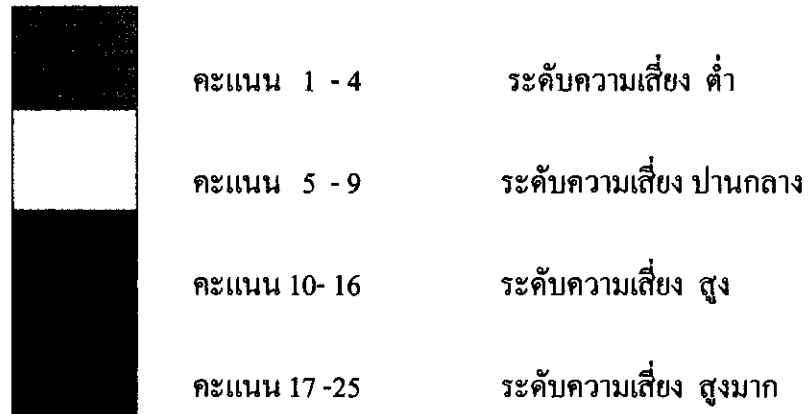 คะแนน 1 - 4 ระดับความเสี่ยง ต่ำ
คะแนน 5 - 9 ระดับความเสี่ยง ปานกลาง
คะแนน 10- 16 ระดับความเสี่ยง สูง
คะแนน 17 -25 ระดับความเสี่ยง สูงมาก